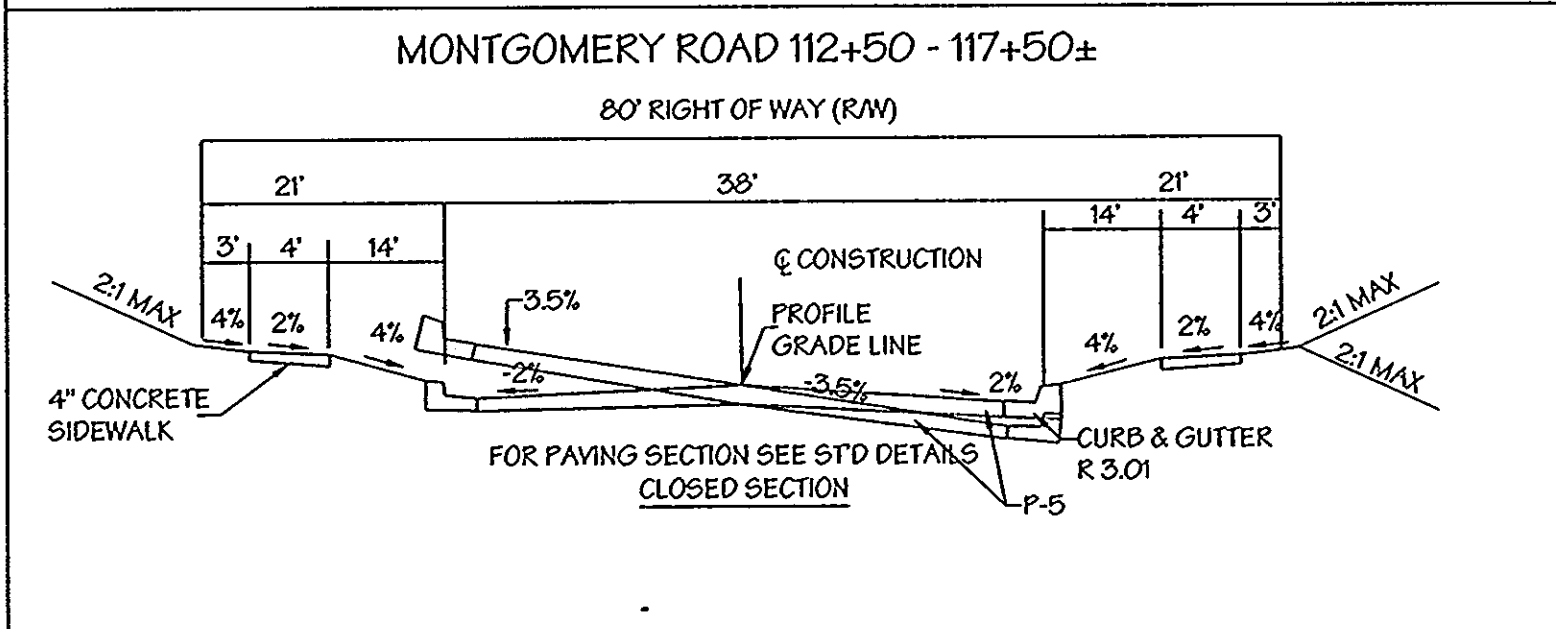 MONTGOMERY ROAD 112+50 - 117+50±
80' RIGHT OF WAY (R/W)
21'
38'
21'
14'
4'
3'
3'
4'
14'
℄ CONSTRUCTION
2:1 MAX
4%
2%
4%
3.5%
PROFILE
GRADE LINE
4%
2%
4%
2:1 MAX
2:1 MAX
-2%
-3.5%
2%
4" CONCRETE
SIDEWALK
FOR PAVING SECTION SEE ST'D DETAILS
CLOSED SECTION
CURB & GUTTER
R 3.01
P-5